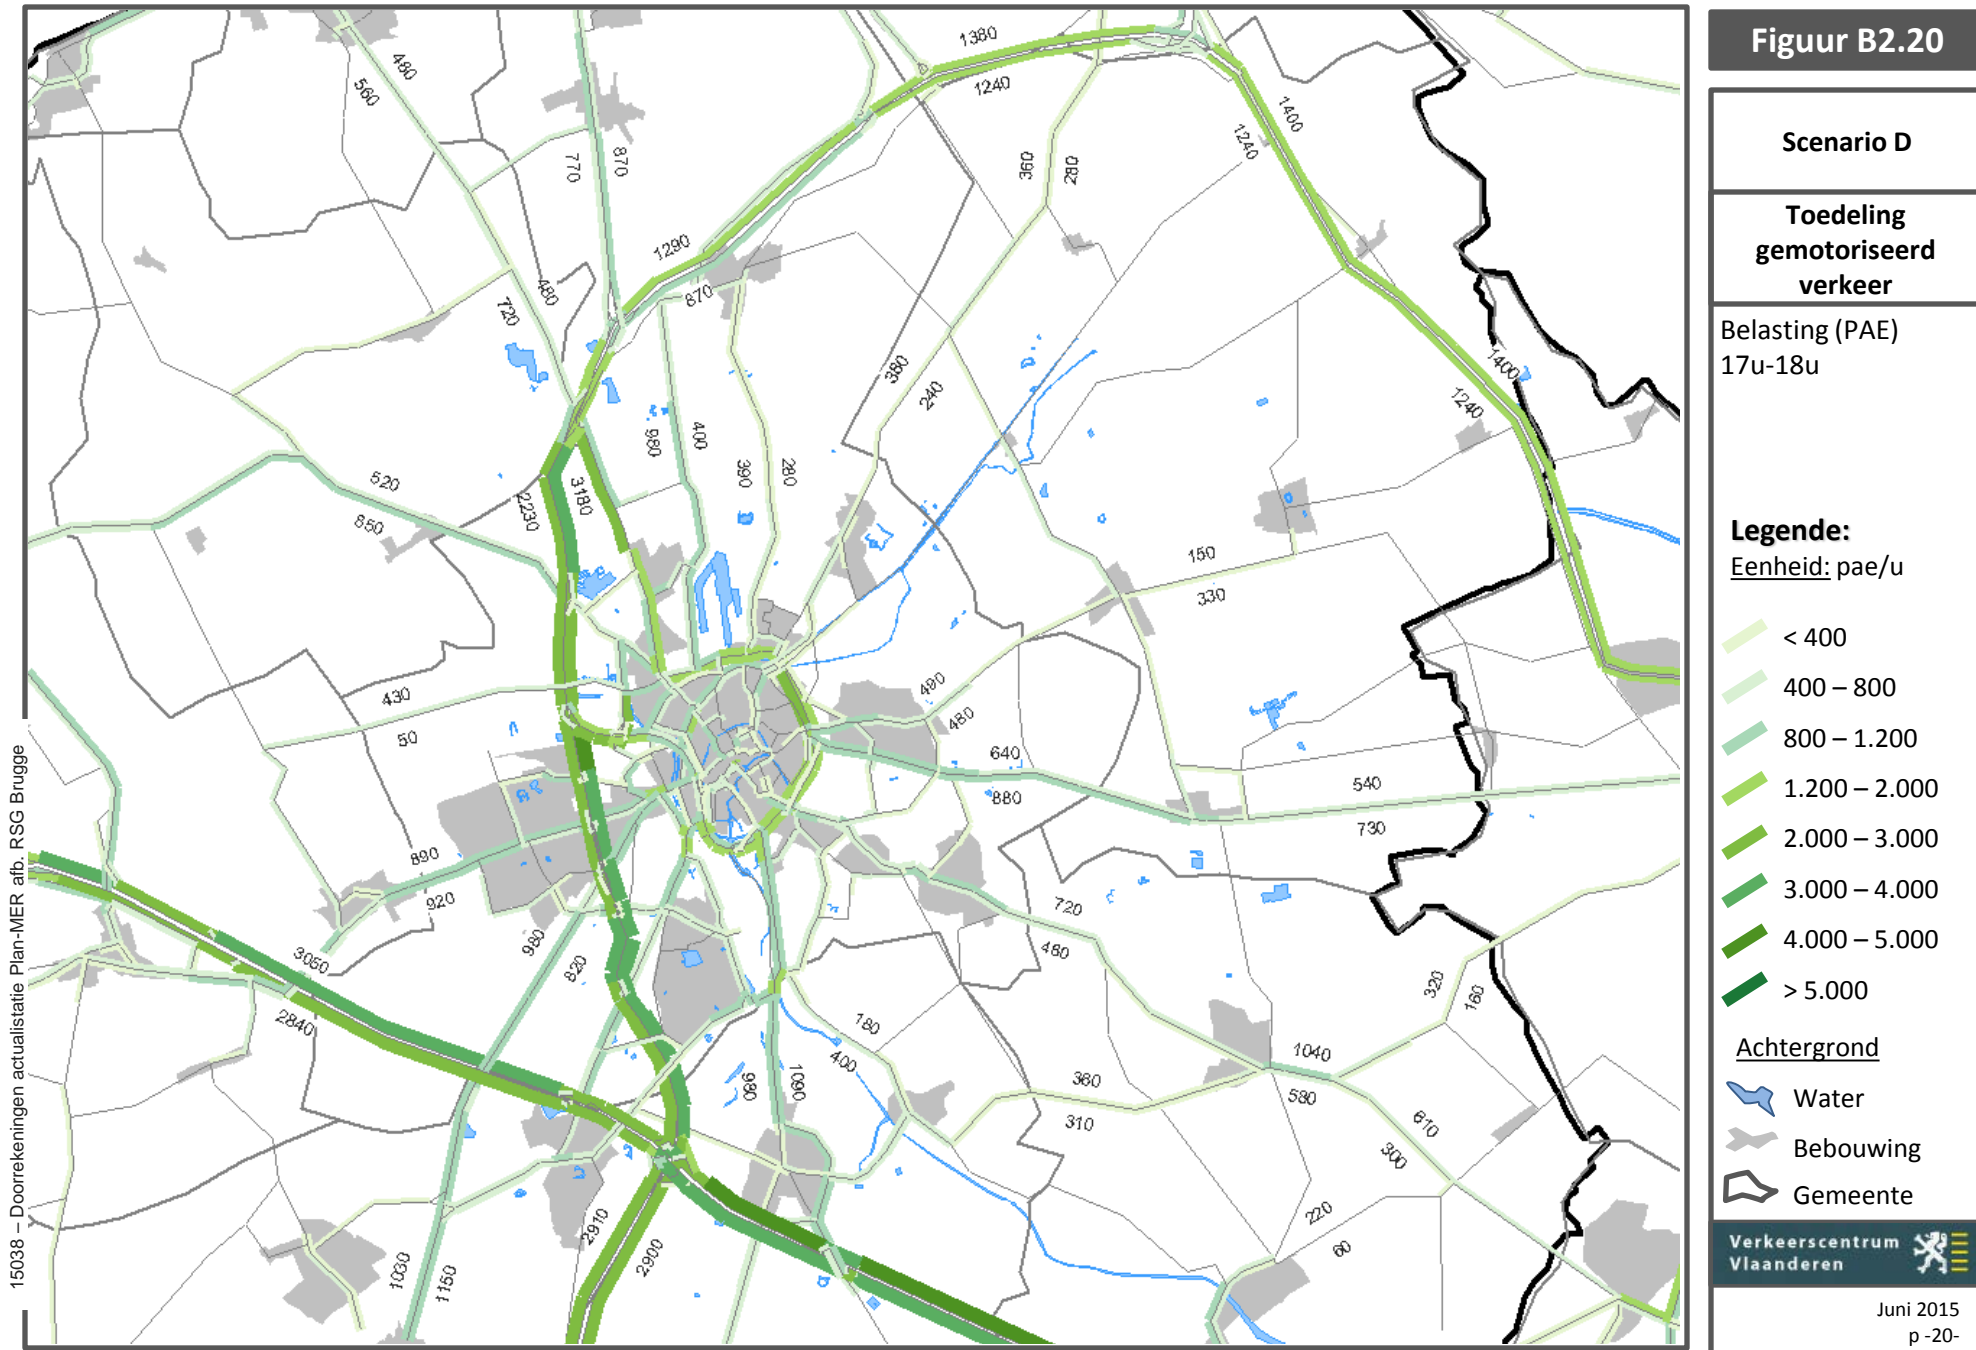 Figuur B2.20
Scenario D
Toedeling
gemotoriseerd
verkeer
Belasting (PAE)
17u-18u
Legende:
Eenheid: pae/u
< 400
400 – 800
800 – 1.200
1.200 – 2.000
2.000 – 3.000
3.000 – 4.000
4.000 – 5.000
> 5.000
Achtergrond
Water
Bebouwing
Gemeente
Verkeerscentrum
Vlaanderen
Juni 2015
p -20-
15038 – Doorrekeningen actualistatie Plan-MER afb. RSG Brugge
480
560
770
870
1380
1240
1400
1240
360
280
1290
870
480
720
380
240
1400
1240
980
400
390
280
520
850
2230
3180
150
330
430
50
490
480
640
880
540
730
890
920
980
820
720
480
320
160
3060
2840
180
400
980
1090
1040
580
360
310
610
300
220
60
2910
2900
1030
1150